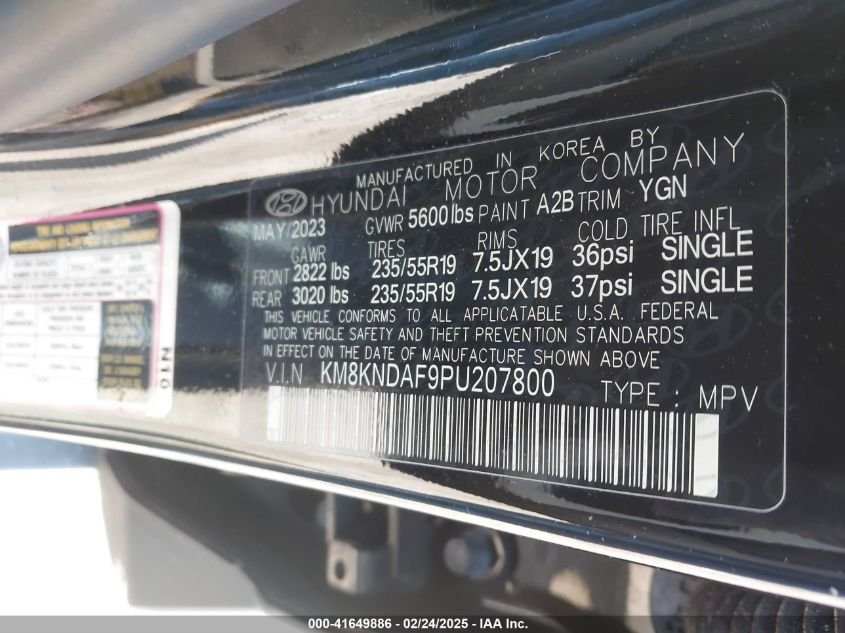 MANUFACTURED IN KOREA BY
HYUNDAI MOTOR COMPANY
MAY/2023 GVWR 5600 lbs PAINT A2B TRIM YGN
GAWR TIRES RIMS COLD TIRE INFL
FRONT 2822 lbs 235/55R19 7.5JX19 36psi SINGLE
REAR 3020 lbs 235/55R19 7.5JX19 37psi SINGLE
THIS VEHICLE CONFORMS TO ALL APPLICATABLE U.S.A. FEDERAL
MOTOR VEHICLE SAFETY AND THEFT PREVENTION STANDARDS
IN EFFECT ON THE DATE OF MANUFACTURE SHOWN ABOVE
V.I.N KM8KNDAF9PU207800 TYPE : MPV
N10
000-41649886 - 02/24/2025 - IAA Inc.